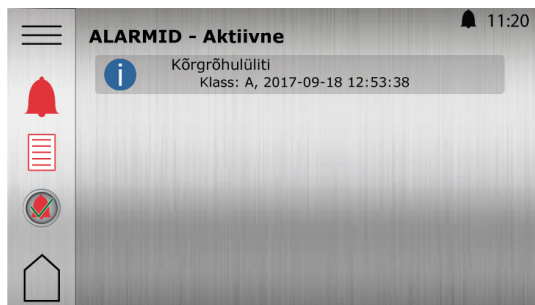 11:20
ALARMID - Aktiivne
Kõrgrõhulüliti
Klass: A, 2017-09-18 12:53:38